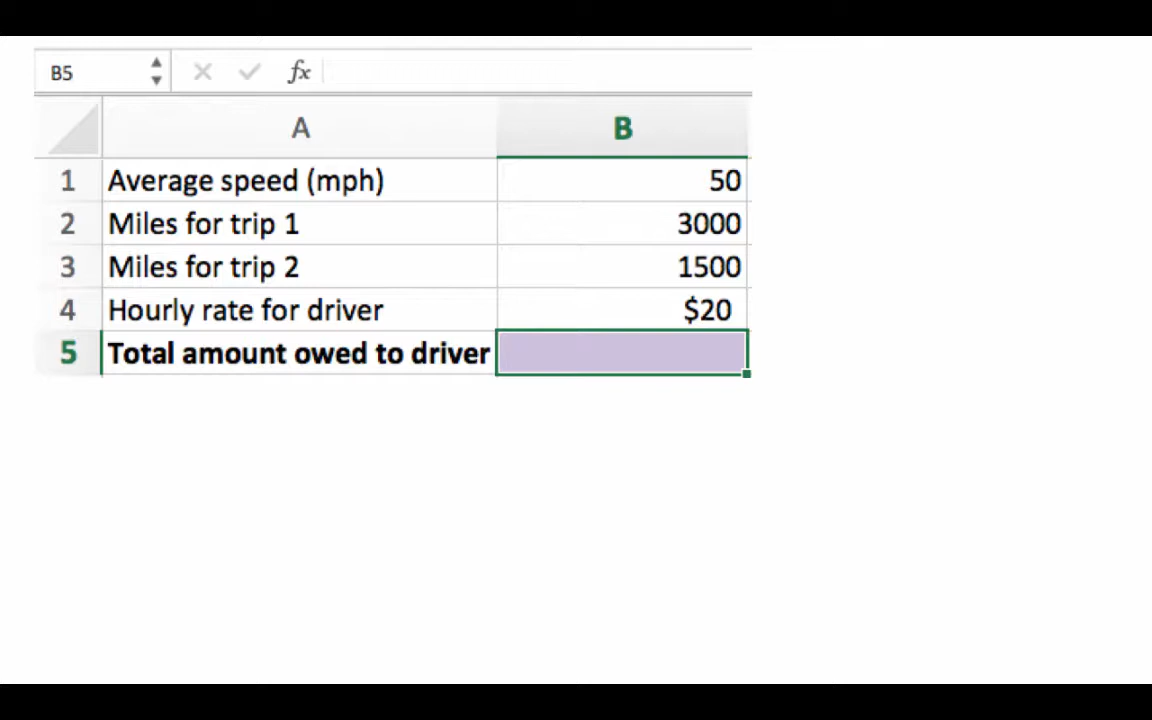 B5 fx
A B
1 Average speed (mph) 50
2 Miles for trip 1 3000
3 Miles for trip 2 1500
4 Hourly rate for driver $20
5 Total amount owed to driver